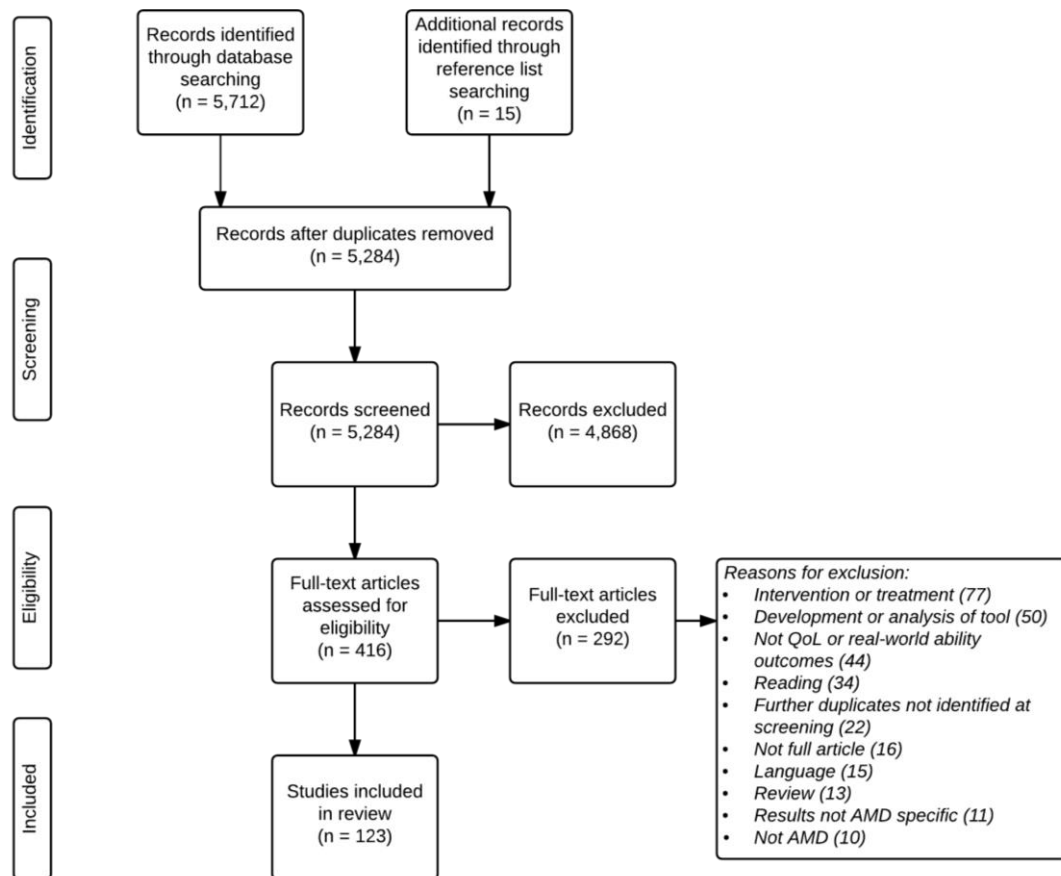 Identification
Records identified
through database
searching
(n = 5,712)
Additional records
identified through
reference list
searching
(n = 15)
Records after duplicates removed
(n = 5,284)
Screening
Records screened
(n = 5,284)
Records excluded
(n = 4,868)
Eligibility
Full-text articles
assessed for
eligibility
(n = 416)
Full-text articles
excluded
(n = 292)
Reasons for exclusion:
• Intervention or treatment (77)
• Development or analysis of tool (50)
• Not QoL or real-world ability
outcomes (44)
• Reading (34)
• Further duplicates not identified at
screening (22)
• Not full article (16)
• Language (15)
• Review (13)
• Results not AMD specific (11)
• Not AMD (10)
Included
Studies included
in review
(n = 123)